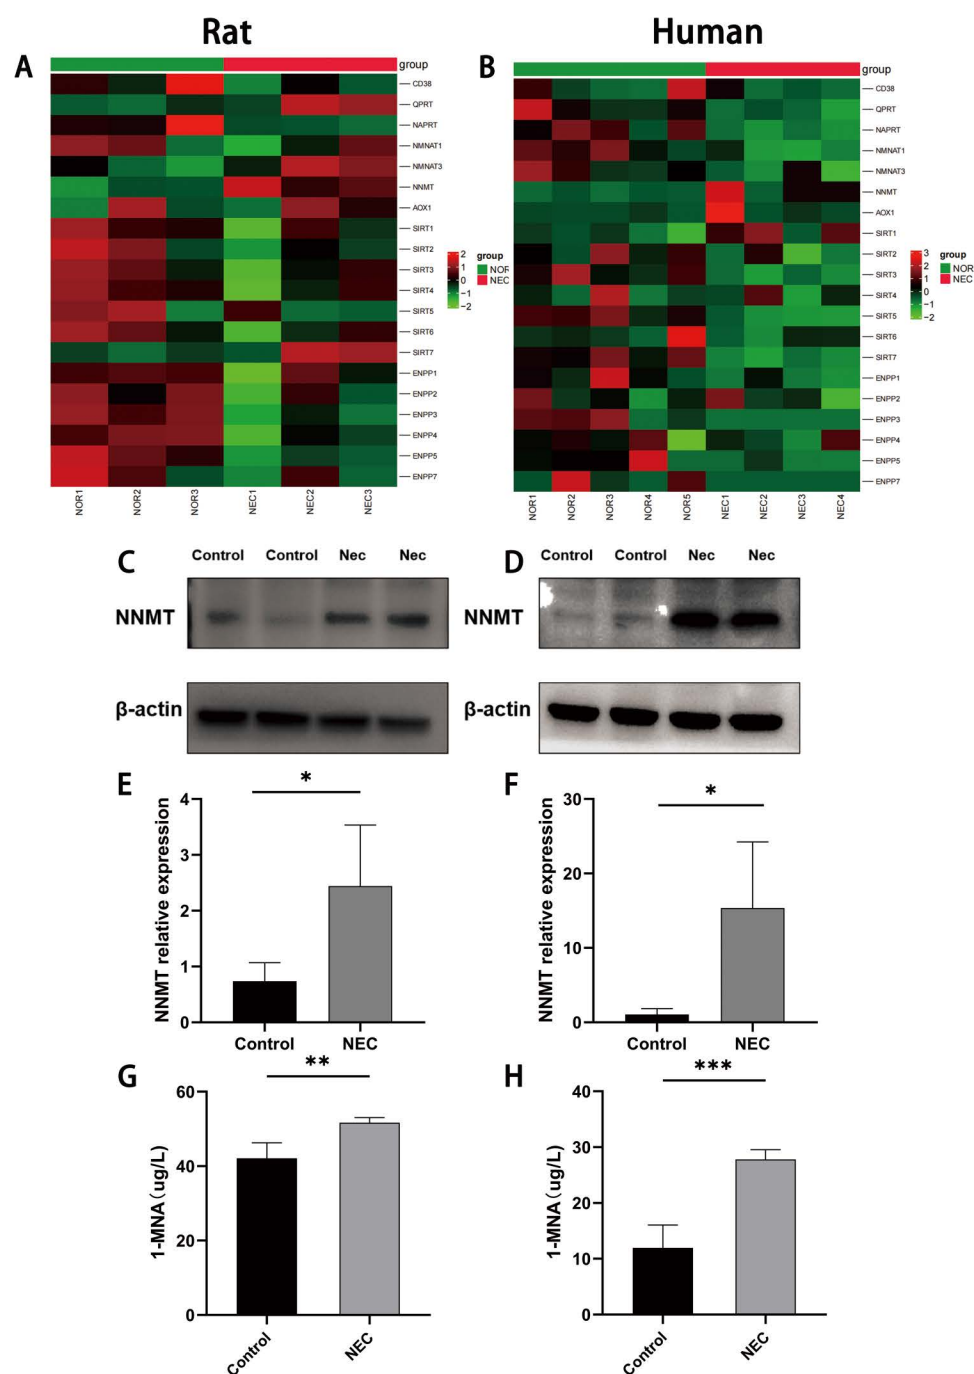 Rat
Human
A
group
CD38
QPRT
NAPRT
NMNAT1
NMNAT3
NNMT
AOX1
SIRT1
SIRT2
SIRT3
SIRT4
SIRT5
SIRT6
SIRT7
ENPP1
ENPP2
ENPP3
ENPP4
ENPP5
ENPP7
NOR1 NOR2 NOR3 NEC1 NEC2 NEC3
2
1
0
−1
−2
group
NOR
NEC
B
group
CD38
QPRT
NAPRT
NMNAT1
NMNAT3
NNMT
AOX1
SIRT1
SIRT2
SIRT3
SIRT4
SIRT5
SIRT6
SIRT7
ENPP1
ENPP2
ENPP3
ENPP4
ENPP5
ENPP7
NOR1 NOR2 NOR3 NOR4 NOR5 NEC1 NEC2 NEC3 NEC4
3
2
1
0
−1
−2
group
NOR
NEC
C
Control Control Nec Nec
NNMT
β-actin
D
Control Control Nec Nec
NNMT
β-actin
E
NNMT relative expression
4
3
2
1
0
*
Control NEC
F
NNMT relative expression
30
20
10
0
*
Control NEC
G
1-MNA(ug/L)
60
40
20
0
**
Control NEC
H
1-MNA(ug/L)
40
30
20
10
0
***
Control NEC